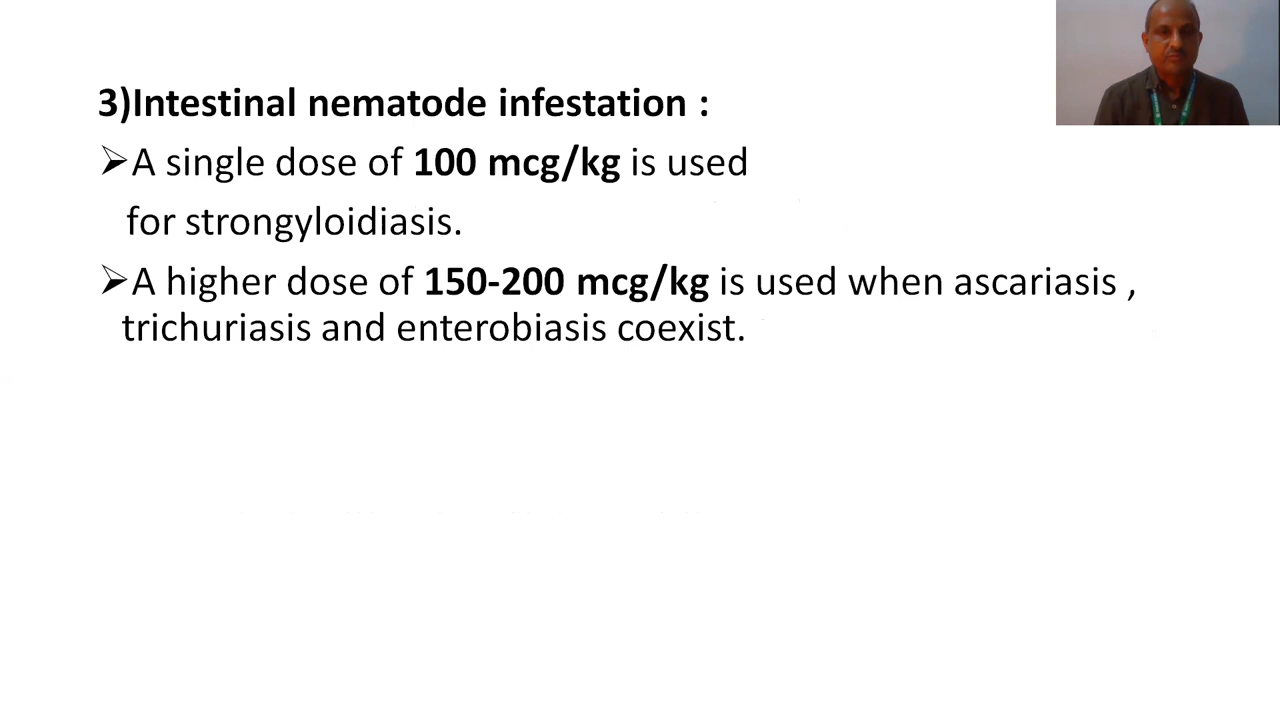 3)Intestinal nematode infestation :
➢A single dose of 100 mcg/kg is used
for strongyloidiasis.
➢A higher dose of 150-200 mcg/kg is used when ascariasis ,
trichuriasis and enterobiasis coexist.